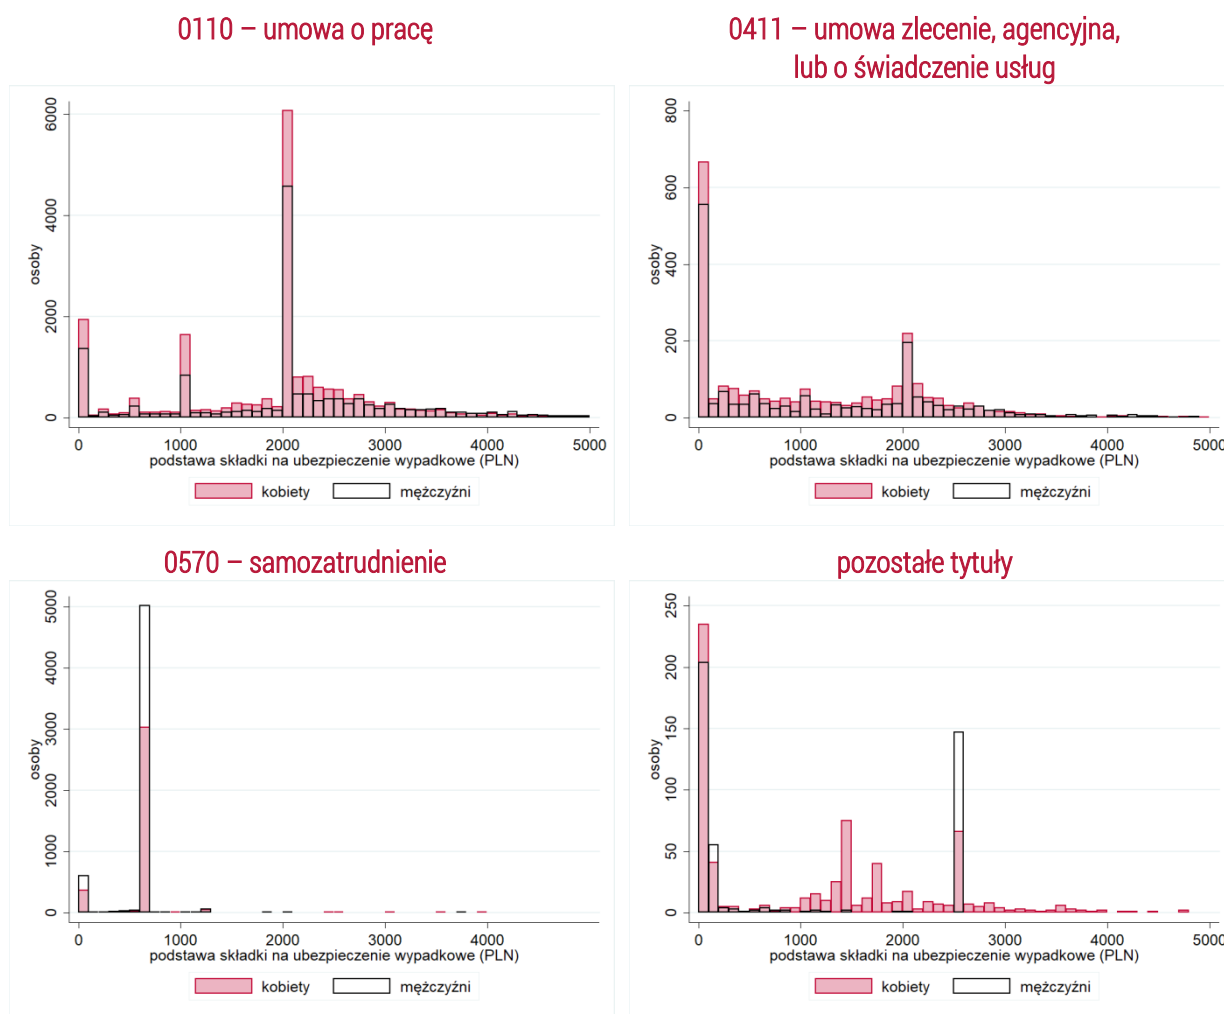 0110 – umowa o pracę
0411 – umowa zlecenie, agencyjna,
lub o świadczenie usług
6000
4000
2000
0
osoby
0 1000 2000 3000 4000 5000
podstawa składki na ubezpieczenie wypadkowe (PLN)
kobiety mężczyźni
800
600
400
200
0
osoby
0 1000 2000 3000 4000 5000
podstawa składki na ubezpieczenie wypadkowe (PLN)
kobiety mężczyźni
0570 – samozatrudnienie
pozostałe tytuły
5000
4000
3000
2000
1000
0
osoby
0 1000 2000 3000 4000
podstawa składki na ubezpieczenie wypadkowe (PLN)
kobiety mężczyźni
250
200
150
100
50
0
osoby
0 1000 2000 3000 4000 5000
podstawa składki na ubezpieczenie wypadkowe (PLN)
kobiety mężczyźni